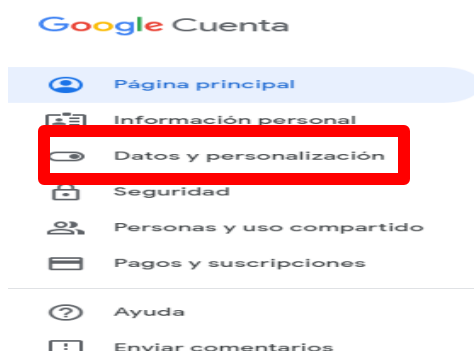 Google Cuenta
Página principal
Información personal
Datos y personalización
Seguridad
Personas y uso compartido
Pagos y suscripciones
Ayuda
Enviar comentarios